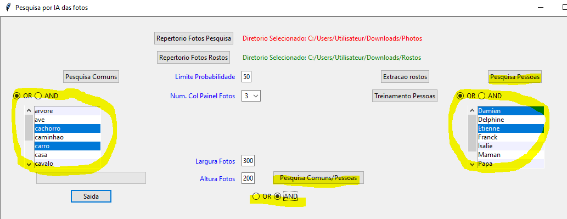 Pesquisa por IA das fotos
Repertorio Fotos Pesquisa Diretorio Selecionado: C:/Users/Utilisateur/Downloads/Photos
Repertorio Fotos Rostos Diretorio Selecionado: C:/Users/Utilisateur/Downloads/Rostos
Pesquisa Comuns Limite Probabilidade 50 Extracao rostos Pesquisa Pessoas
OR AND Num. Col Painel Fotos 3 Treinamento Pessoas OR AND
arvore
ave
cachorro
caminhao
carro
casa
cavalo
Damien
Delphine
Etienne
Franck
Joelle
Maman
Papa
Largura Fotos 300
Altura Fotos 200 Pesquisa Comuns/Pessoas
Saida OR AND